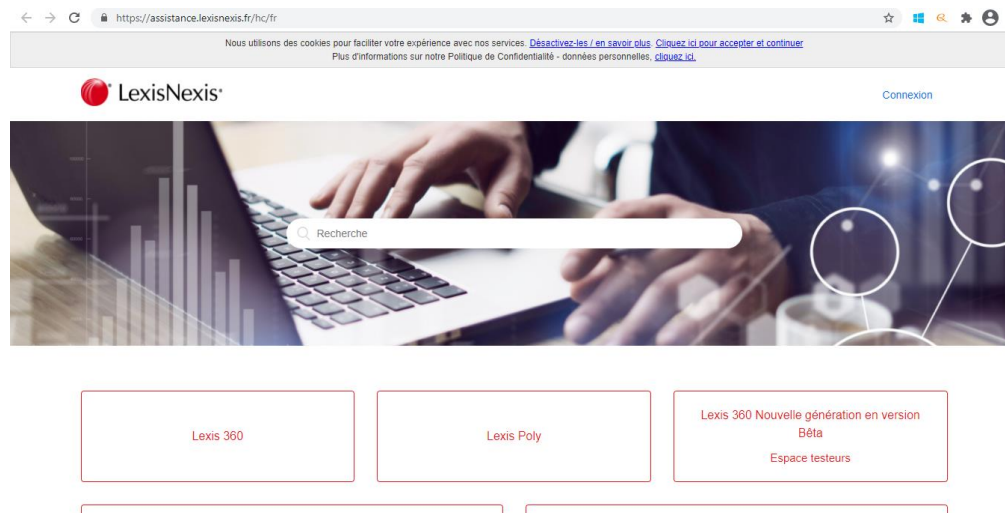 https://assistance.lexisnexis.fr/hc/fr
Nous utilisons des cookies pour faciliter votre expérience avec nos services. Désactivez-les / en savoir plus. Cliquez ici pour accepter et continuer
Plus d'informations sur notre Politique de Confidentialité - données personnelles, cliquez ici.
LexisNexis®
Connexion
Recherche
Lexis 360
Lexis Poly
Lexis 360 Nouvelle génération en version
Bêta
Espace testeurs